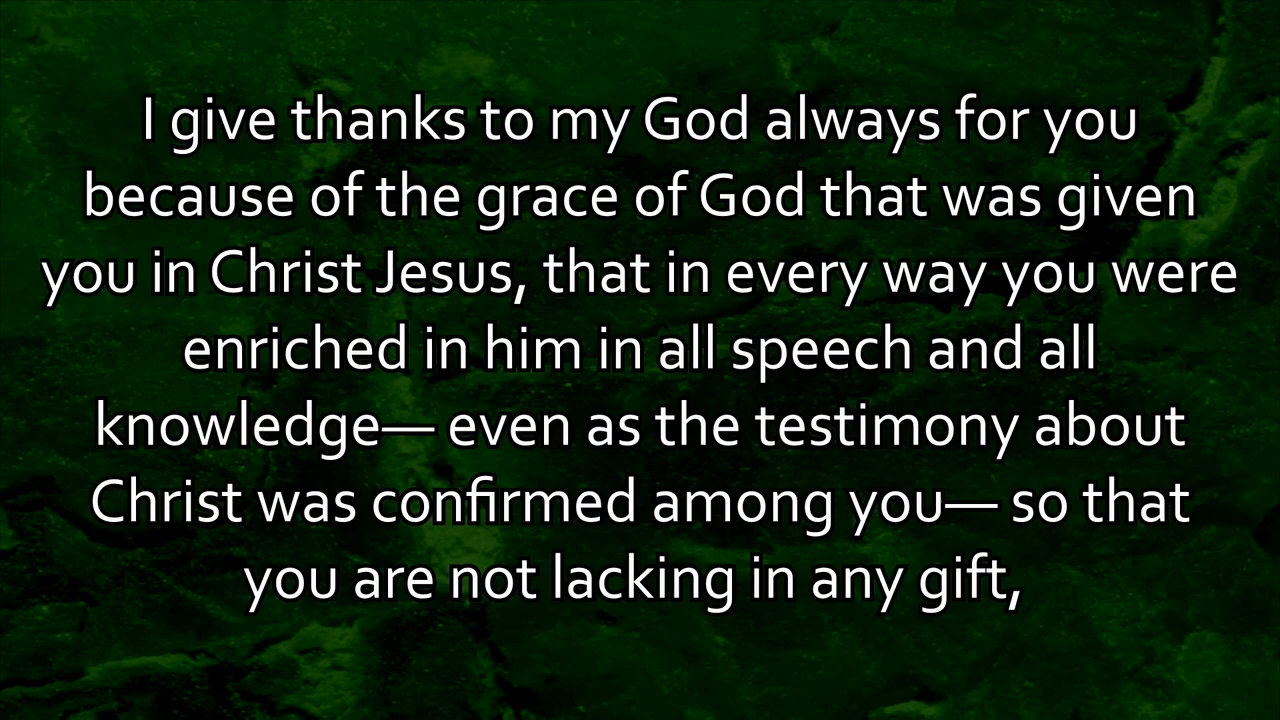 I give thanks to my God always for you
because of the grace of God that was given
you in Christ Jesus, that in every way you were
enriched in him in all speech and all
knowledge— even as the testimony about
Christ was confirmed among you— so that
you are not lacking in any gift,